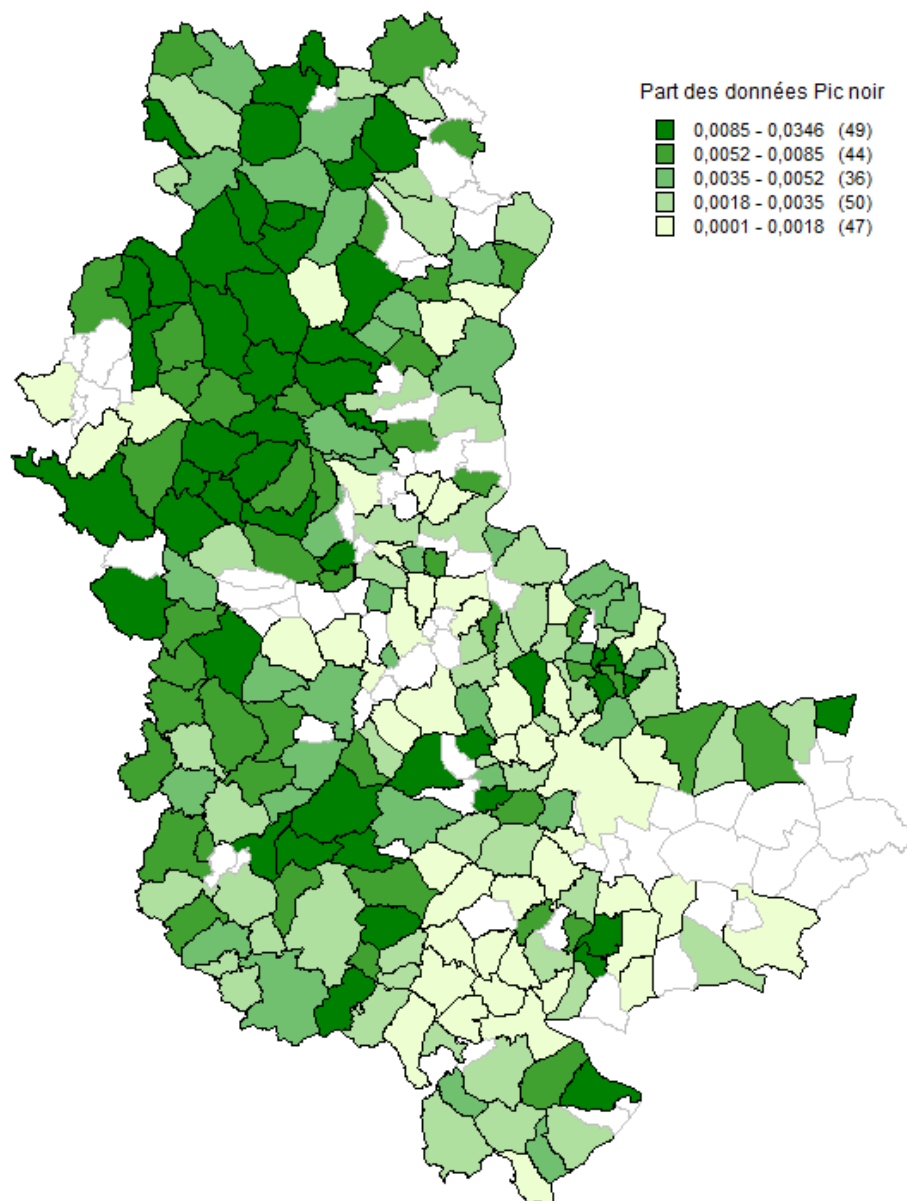 Part des données Pic noir
0,0085 - 0,0346 (49)
0,0052 - 0,0085 (44)
0,0035 - 0,0052 (36)
0,0018 - 0,0035 (50)
0,0001 - 0,0018 (47)